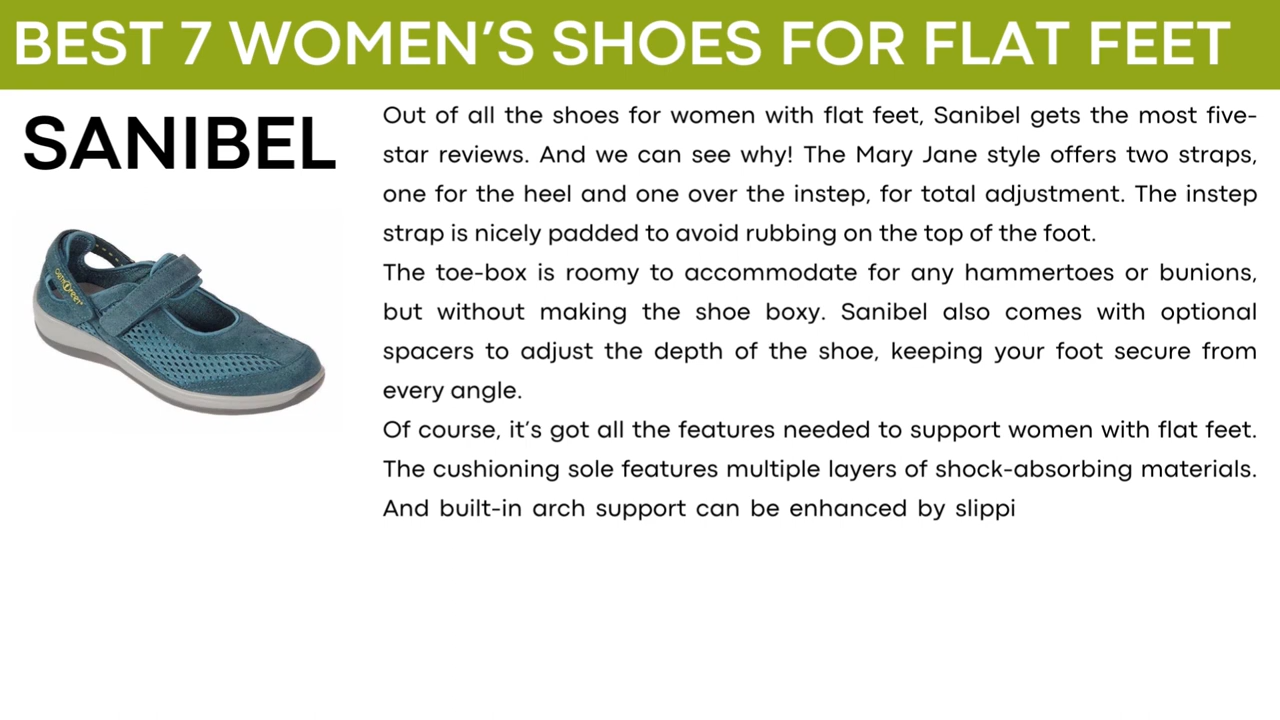 BEST 7 WOMEN’S SHOES FOR FLAT FEET
SANIBEL
Out of all the shoes for women with flat feet, Sanibel gets the most five-
star reviews. And we can see why! The Mary Jane style offers two straps,
one for the heel and one over the instep, for total adjustment. The instep
strap is nicely padded to avoid rubbing on the top of the foot.
The toe-box is roomy to accommodate for any hammertoes or bunions,
but without making the shoe boxy. Sanibel also comes with optional
spacers to adjust the depth of the shoe, keeping your foot secure from
every angle.
Of course, it’s got all the features needed to support women with flat feet.
The cushioning sole features multiple layers of shock-absorbing materials.
And built-in arch support can be enhanced by slippi